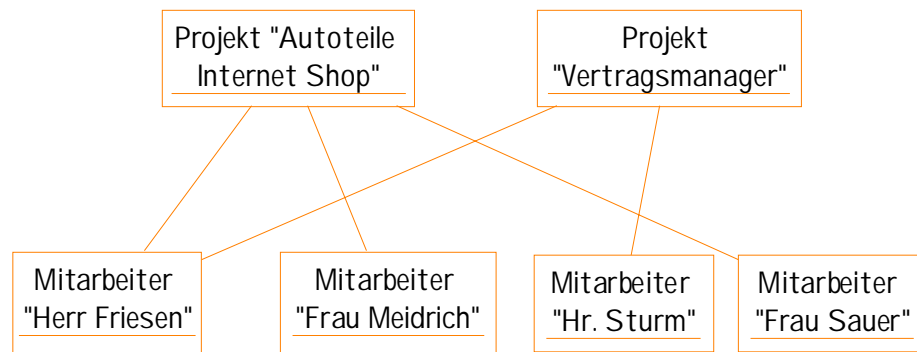 Projekt "Autoteile
Internet Shop"
Projekt
"Vertragsmanager"
Mitarbeiter
"Herr Friesen"
Mitarbeiter
"Frau Meidrich"
Mitarbeiter
"Hr. Sturm"
Mitarbeiter
"Frau Sauer"